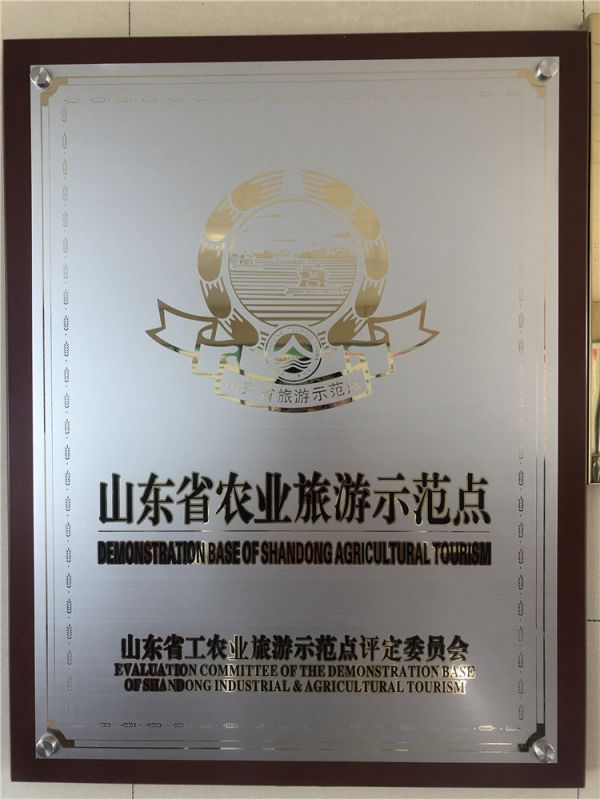 山东省旅游示范点
山东省农业旅游示范点
DEMONSTRATION BASE OF SHANDONG AGRICULTURAL TOURISM
山东省工农业旅游示范点评定委员会
EVALUATION COMMITTEE OF THE DEMONSTRATION BASE
OF SHANDONG INDUSTRIAL & AGRICULTURAL TOURISM